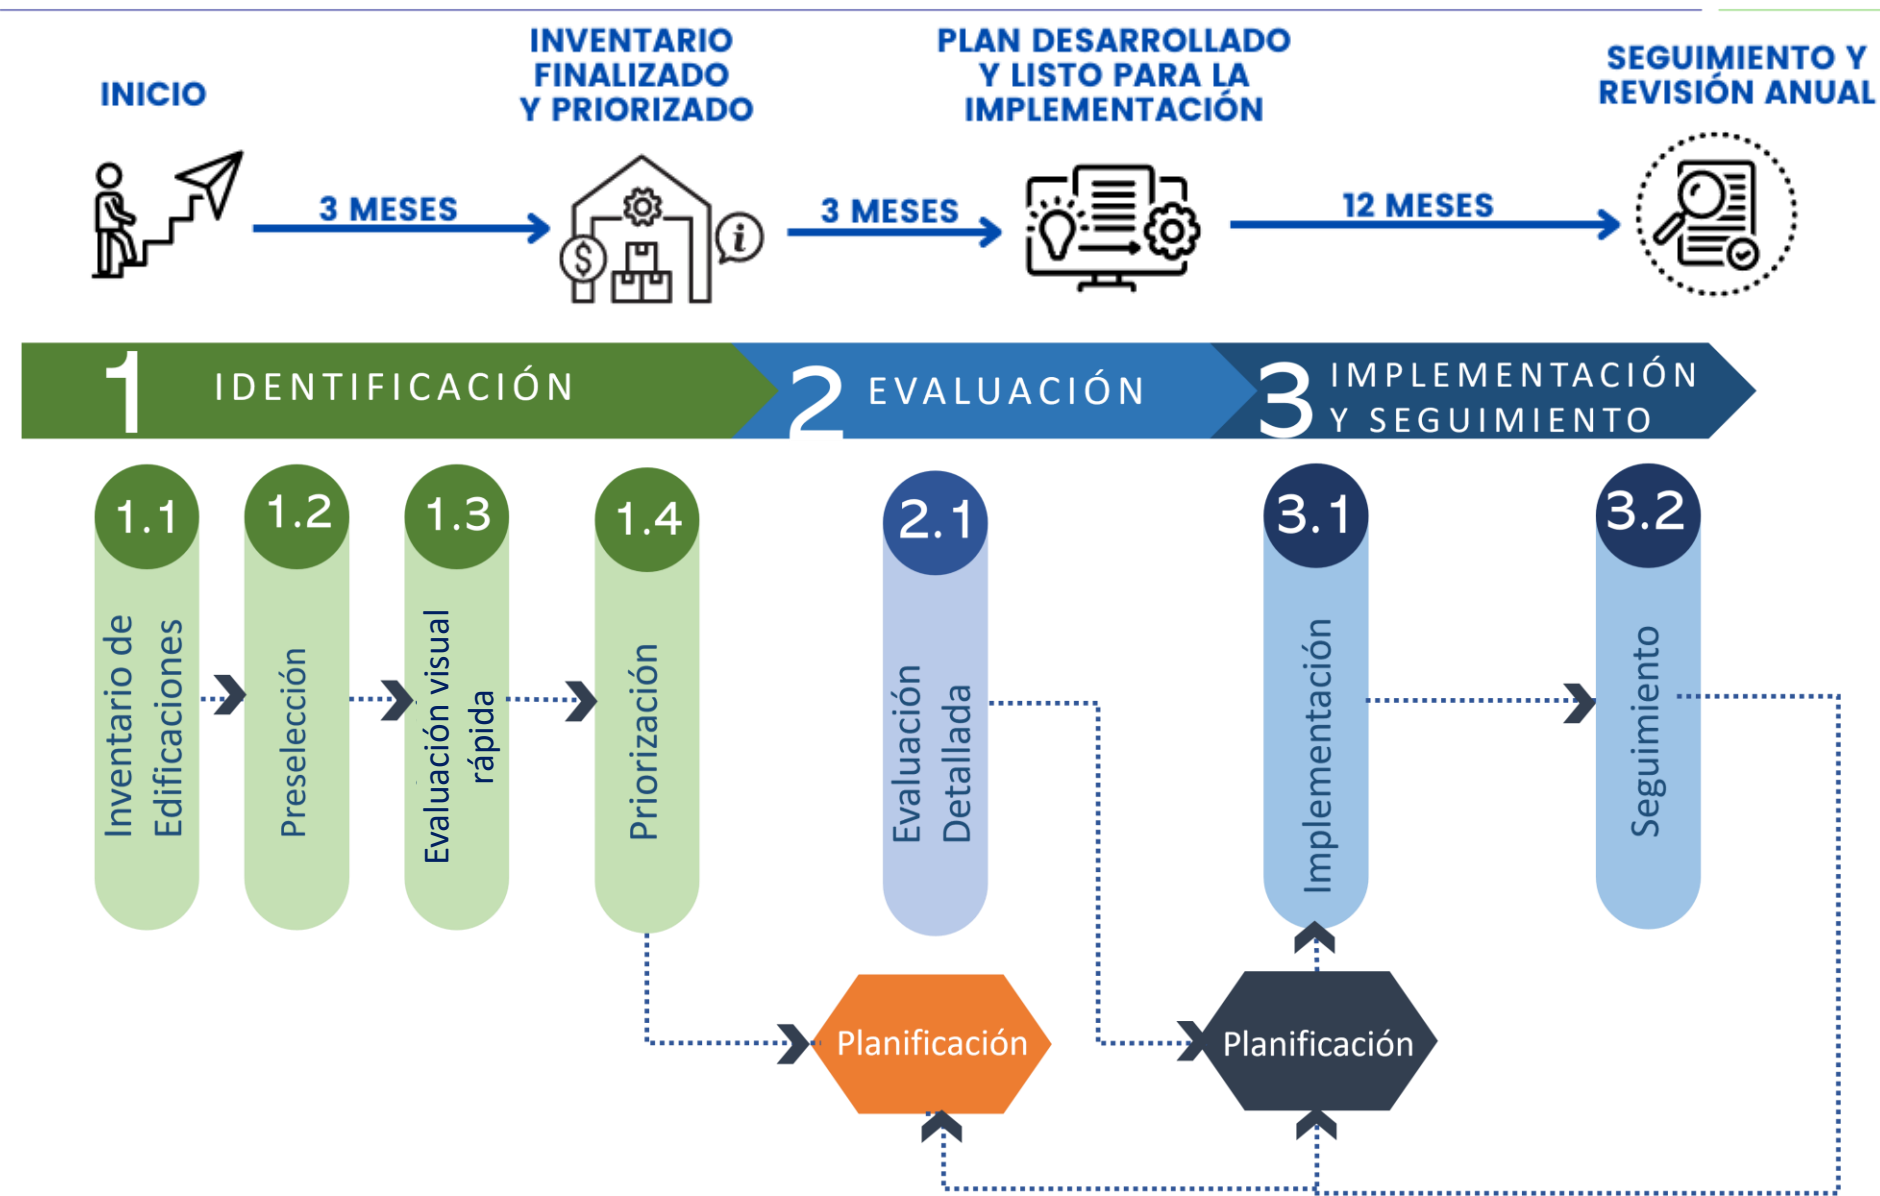 INICIO
INVENTARIO
FINALIZADO
Y PRIORIZADO
PLAN DESARROLLADO
Y LISTO PARA LA
IMPLEMENTACIÓN
SEGUIMIENTO Y
REVISIÓN ANUAL
3 MESES
3 MESES
12 MESES
$
i
1 IDENTIFICACIÓN
2 EVALUACIÓN
3 IMPLEMENTACIÓN
Y SEGUIMIENTO
1.1
Inventario de
Edificaciones
1.2
Preselección
1.3
Evaluación visual
rápida
1.4
Priorización
2.1
Evaluación
Detallada
3.1
Implementación
3.2
Seguimiento
Planificación
Planificación